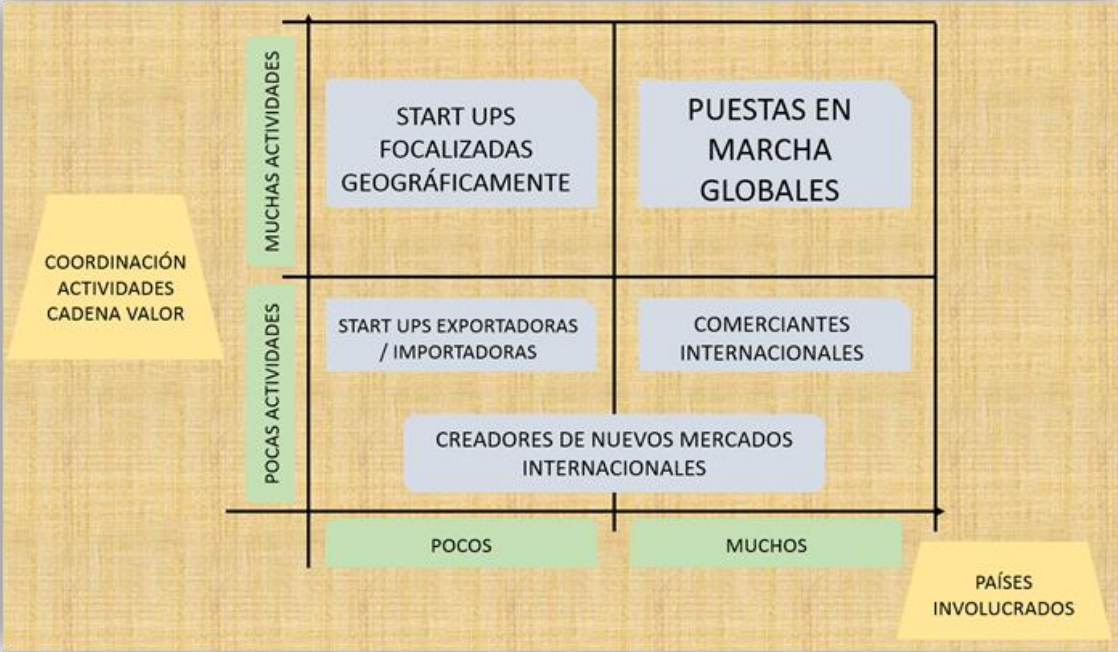 MUCHAS ACTIVIDADES
START UPS
FOCALIZADAS
GEOGRÁFICAMENTE
PUESTAS EN
MARCHA
GLOBALES
COORDINACIÓN
ACTIVIDADES
CADENA VALOR
POCAS ACTIVIDADES
START UPS EXPORTADORAS
/ IMPORTADORAS
COMERCIANTES
INTERNACIONALES
CREADORES DE NUEVOS MERCADOS
INTERNACIONALES
POCOS
MUCHOS
PAÍSES
INVOLUCRADOS